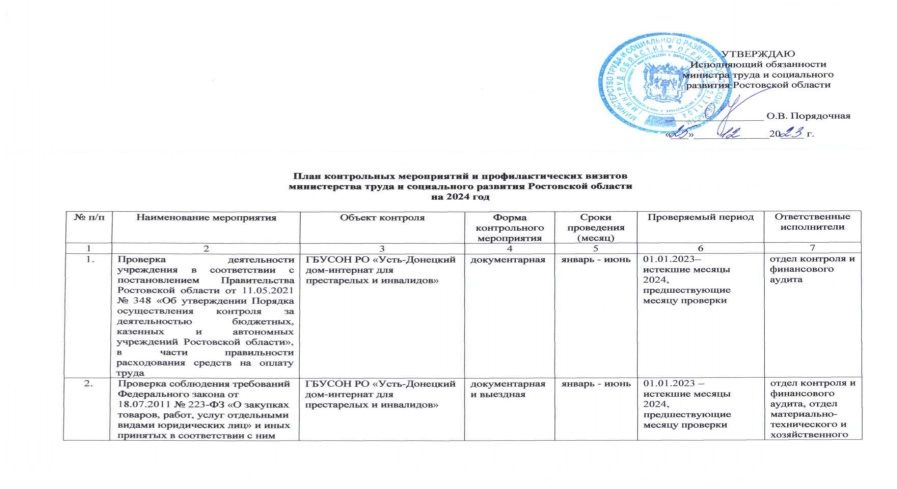 УТВЕРЖДАЮ
Исполняющий обязанности
министра труда и социального
развития Ростовской области
О.В. Порядочная
«25» 12 2023 г.
План контрольных мероприятий и профилактических визитов
министерства труда и социального развития Ростовской области
на 2024 год
№ п/п Наименование мероприятия Объект контроля Форма контрольного мероприятия Сроки проведения (месяц) Проверяемый период Ответственные исполнители
1 2 3 4 5 6 7
1.
Проверка деятельности
учреждения в соответствии с
постановлением Правительства
Ростовской области от 11.05.2021
№ 348 «Об утверждении Порядка
осуществления контроля за
деятельностью бюджетных,
казенных и автономных
учреждений Ростовской области»,
в части правильности
расходования средств на оплату
труда
ГБУСОН РО «Усть-Донецкий
дом-интернат для
престарелых и инвалидов»
документарная
январь - июнь
01.01.2023–
истекшие месяцы
2024,
предшествующие
месяцу проверки
отдел контроля и
финансового
аудита
2.
Проверка соблюдения требований
Федерального закона от
18.07.2011 № 223-ФЗ «О закупках
товаров, работ, услуг отдельными
видами юридических лиц» и иных
принятых в соответствии с ним
ГБУСОН РО «Усть-Донецкий
дом-интернат для
престарелых и инвалидов»
документарная
и выездная
январь - июнь
01.01.2023 –
истекшие месяцы
2024,
предшествующие
месяцу проверки
отдел контроля и
финансового
аудита, отдел
материально-
технического и
хозяйственного